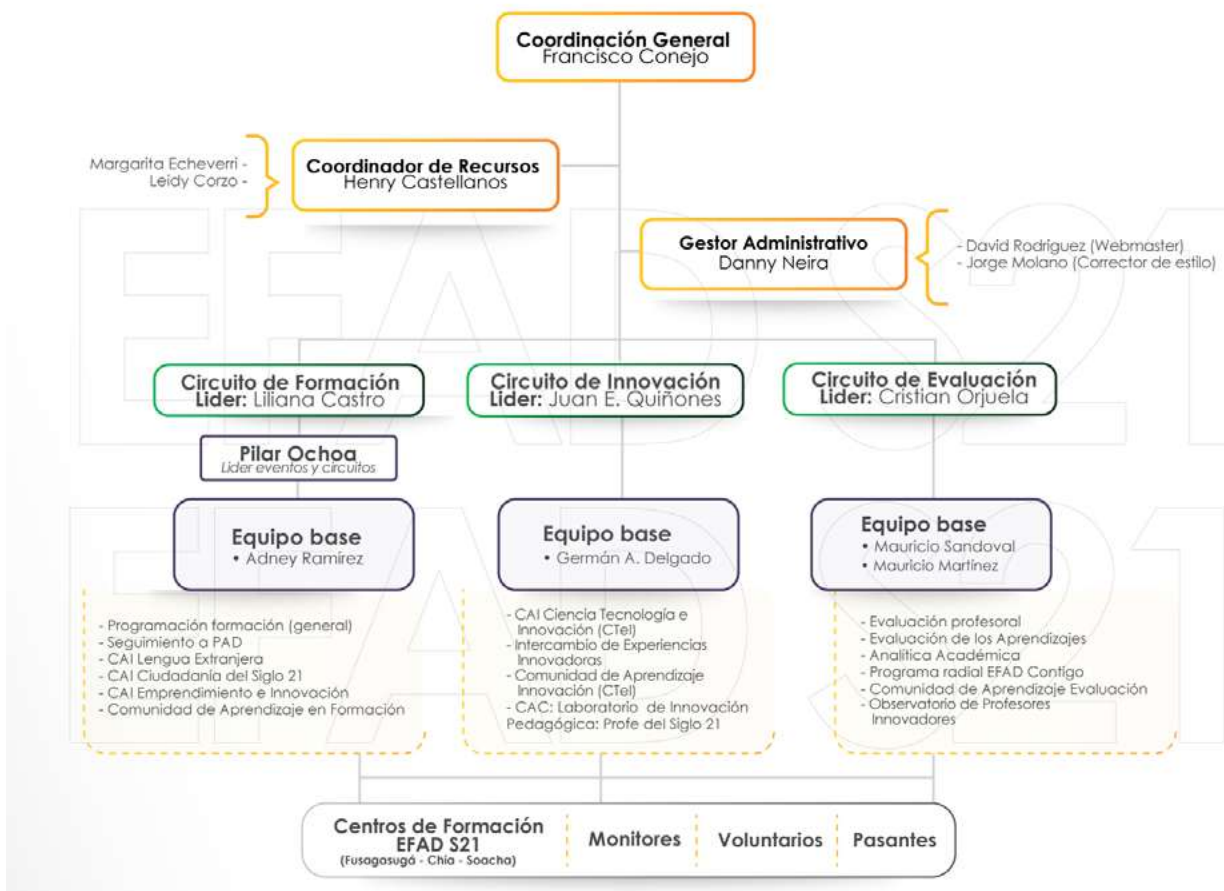 Coordinación General
Francisco Conejo
Margarita Echeverri -
Leidy Corzo -
Coordinador de Recursos
Henry Castellanos
Gestor Administrativo
Danny Neira
- David Rodriguez (Webmaster)
- Jorge Molano (Corrector de estilo)
Circuito de Formación
Lider: Liliana Castro
Circuito de Innovación
Lider: Juan E. Quiñones
Circuito de Evaluación
Lider: Cristian Orjuela
Pilar Ochoa
Lider eventos y circuitos
Equipo base
• Adney Ramírez
Equipo base
• Germán A. Delgado
Equipo base
• Mauricio Sandoval
• Mauricio Martínez
- Programación formación (general)
- Seguimiento a PAD
- CAI Lengua Extranjera
- CAI Ciudadanía del Siglo 21
- CAI Emprendimiento e Innovación
- Comunidad de Aprendizaje en Formación
- CAI Ciencia Tecnología e
Innovación (CTeI)
- Intercambio de Experiencias
Innovadoras
- Comunidad de Aprendizaje
Innovación (CTeI)
- CAC: Laboratorio de Innovación
Pedagógica: Profe del Siglo 21
- Evaluación profesoral
- Evaluación de los Aprendizajes
- Analítica Académica
- Programa radial EFAD Contigo
- Comunidad de Aprendizaje Evaluación
- Observatorio de Profesores
Innovadores
Centros de Formación
EFAD S21
(Fusagasugá - Chía - Soacha)
Monitores
Voluntarios
Pasantes
EFAD S21
EFAD S21